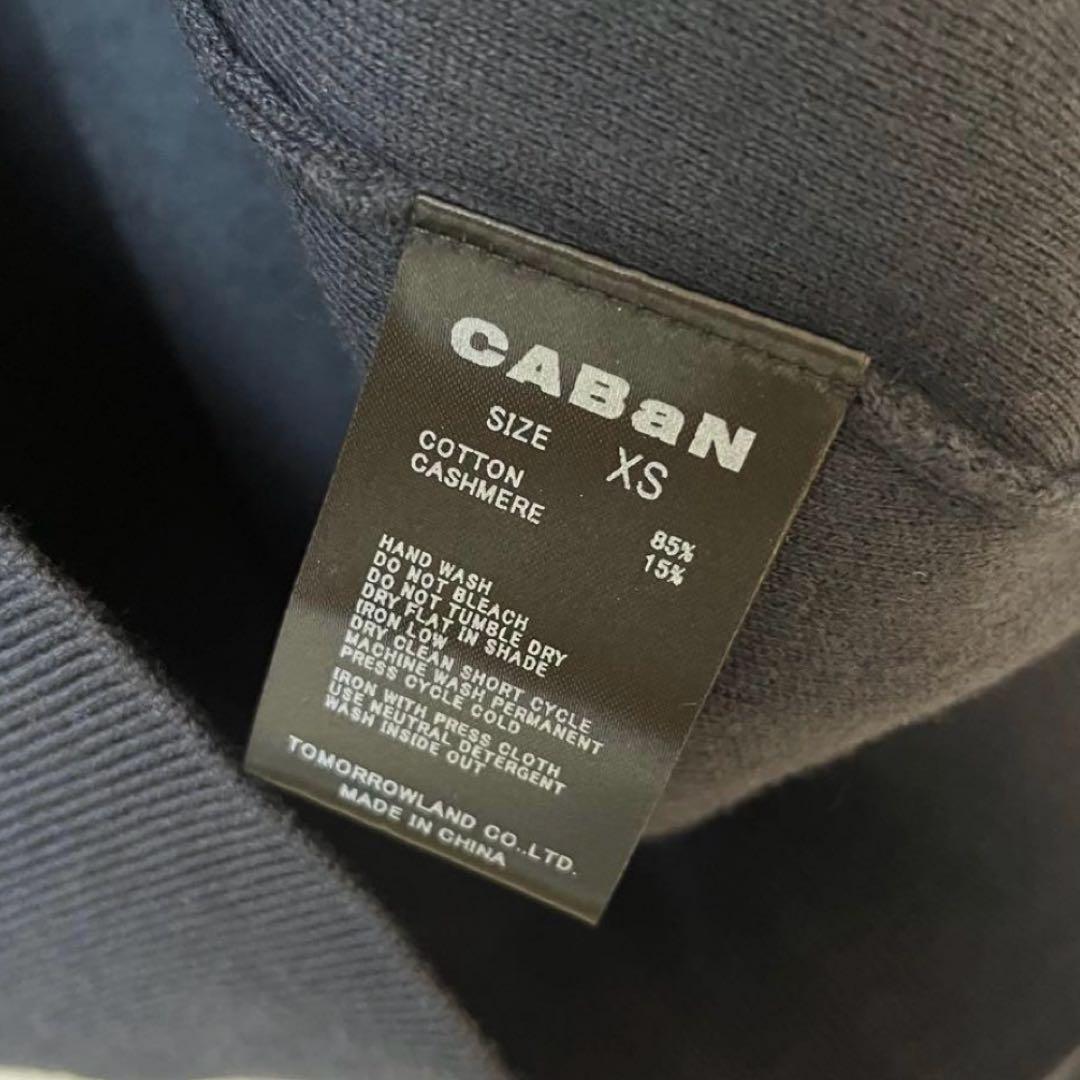 CABaN
SIZE XS
COTTON 85%
CASHMERE 15%
HAND WASH
DO NOT BLEACH
DO NOT TUMBLE DRY
DRY FLAT IN SHADE
IRON LOW
DRY CLEAN SHORT CYCLE
MACHINE WASH PERMANENT
PRESS CYCLE COLD
IRON WITH PRESS CLOTH
USE NEUTRAL DETERGENT
WASH INSIDE OUT
TOMORROWLAND CO.,LTD.
MADE IN CHINA